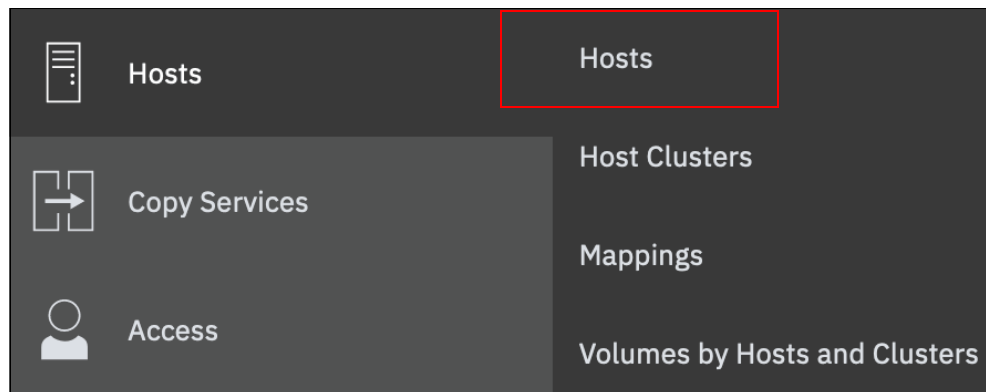 Hosts
Copy Services
Access
Hosts
Host Clusters
Mappings
Volumes by Hosts and Clusters